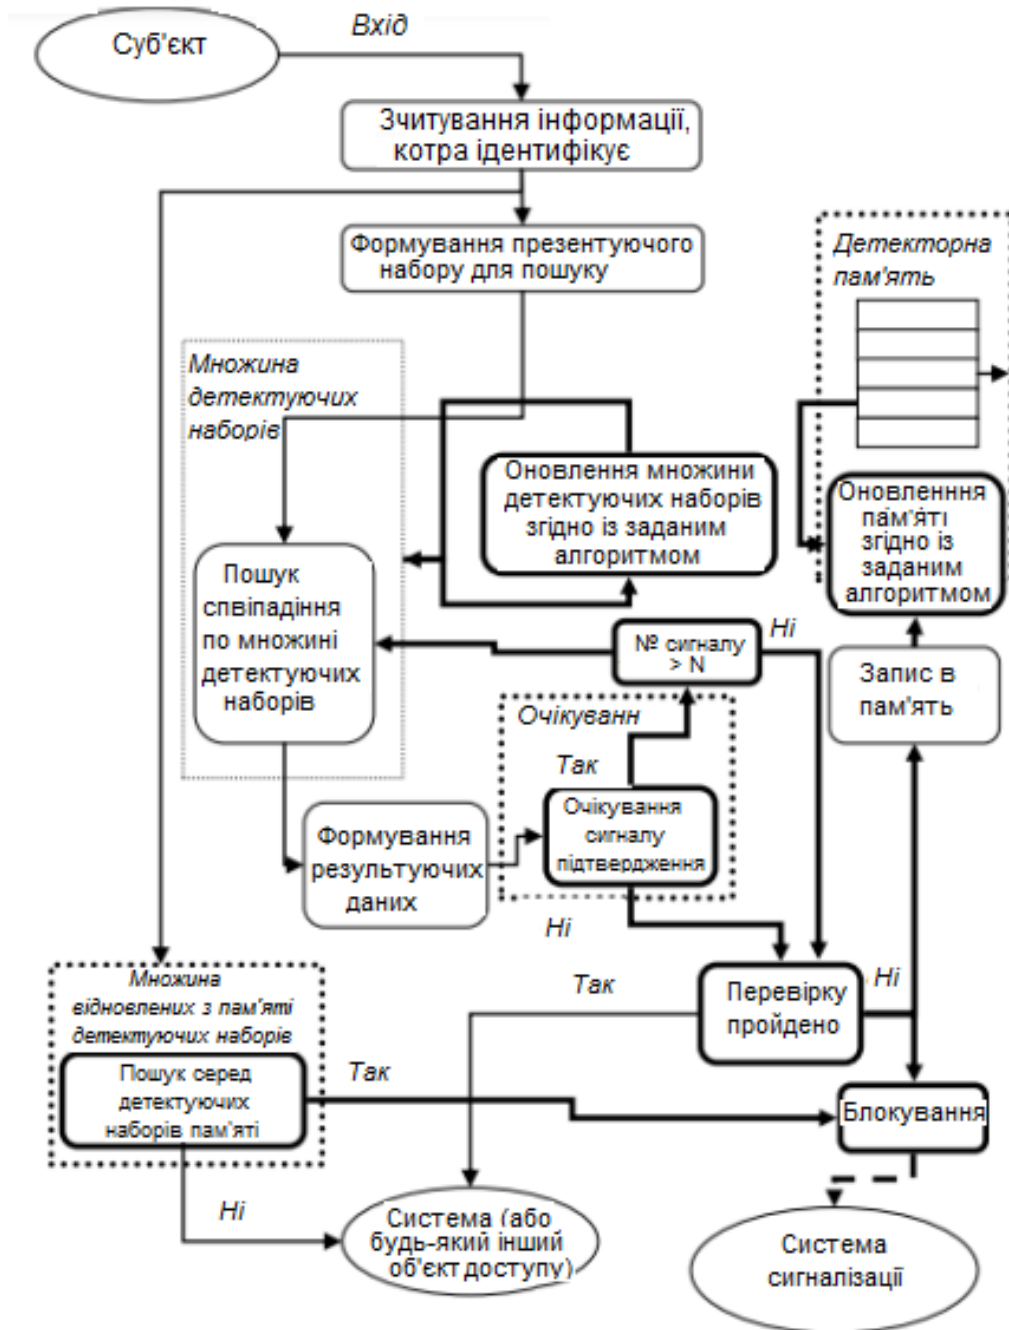 Суб'єкт
Вхід
Зчитування інформації,
котра ідентифікує
Формування презентуючого
набору для пошуку
Детекторна
пам'ять
Множина
детектуючих
наборів
Оновлення множини
детектуючих наборів
згідно із заданим
алгоритмом
Оновленння
пам'яті
згідно із
заданим
алгоритмом
Пошук
спвіпадіння
по множині
детектуючих
наборів
№ сигналу
> N
Ні
Запис в
пам'ять
Очікуванн
Так
Очікування
сигналу
підтвердження
Формування
результуючих
даних
Ні
Множина
відновлених з пам'яті
детектуючих наборів
Так
Перевірку
пройдено
Ні
Пошук серед
детектуючих
наборів пам'яті
Так
Блокування
Ні
Система (або
будь-який інший
об'єкт доступу)
Система
сигналізації